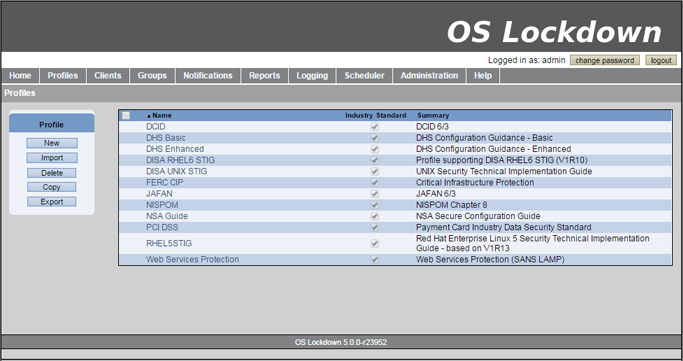 OS Lockdown
Logged in as: admin change password logout
Home Profiles Clients Groups Notifications Reports Logging Scheduler Administration Help
Profiles
Profile
New
Import
Delete
Copy
Export
▲Name Industry Standard Summary
DCID DCID 6/3
DHS Basic DHS Configuration Guidance - Basic
DHS Enhanced DHS Configuration Guidance - Enhanced
DISA RHEL6 STIG Profile supporting DISA RHEL6 STIG (V1R10)
DISA UNIX STIG UNIX Security Technical Implementation Guide
FERC CIP Critical Infrastructure Protection
JAFAN JAFAN 6/3
NISPOM NISPOM Chapter 8
NSA Guide NSA Secure Configuration Guide
PCI DSS Payment Card Industry Data Security Standard
RHEL5STIG Red Hat Enterprise Linux 5 Security Technical Implementation
Guide - based on V1R13
Web Services Protection Web Services Protection (SANS LAMP)
OS Lockdown 5.0.0-r23952